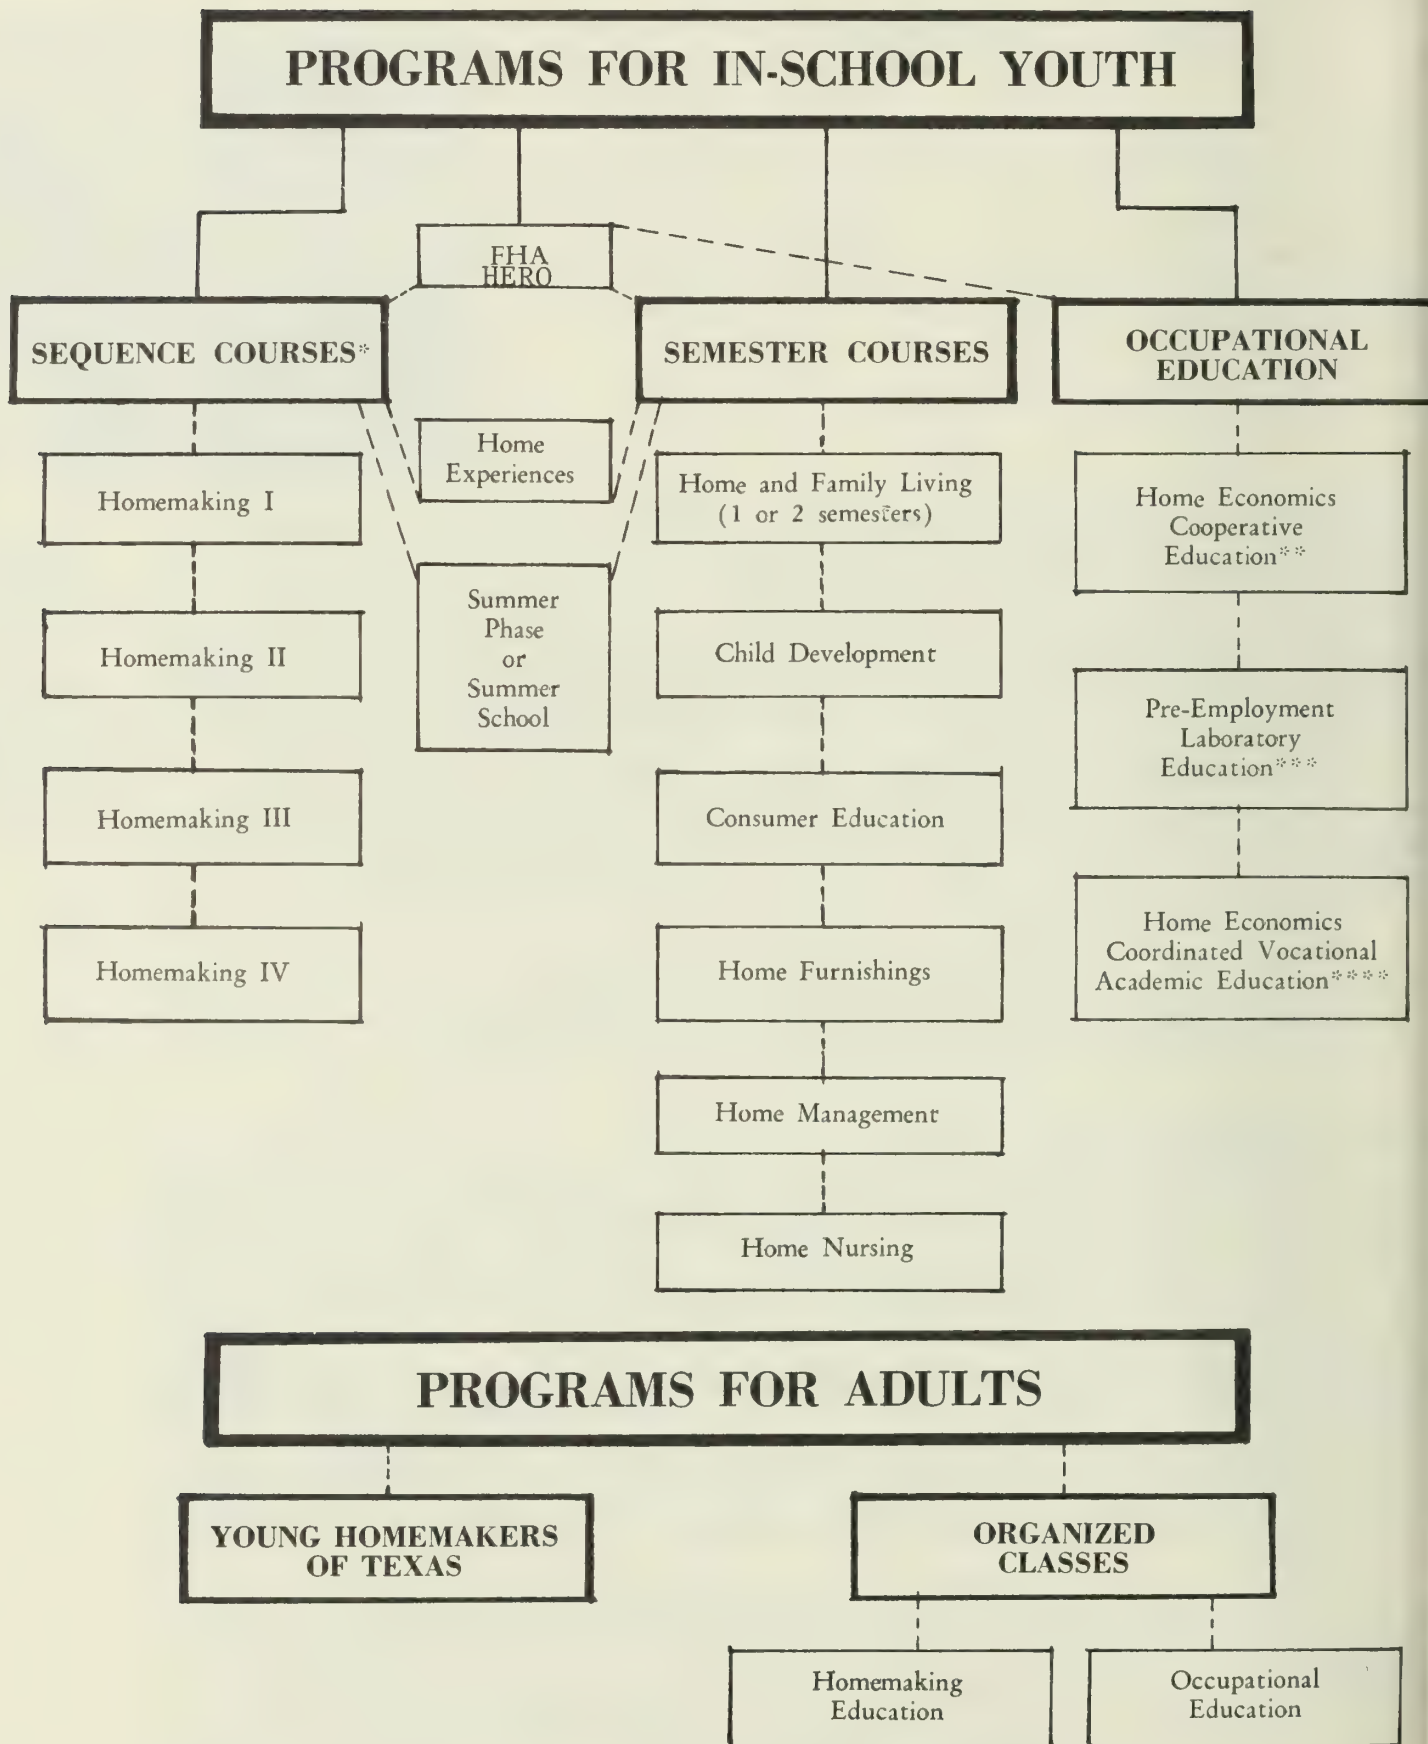 PROGRAMS FOR IN-SCHOOL YOUTH
FHA
HERO
SEQUENCE COURSES*
SEMESTER COURSES
OCCUPATIONAL
EDUCATION
Home
Experiences
Homemaking I
Homemaking II
Homemaking III
Homemaking IV
Summer
Phase
or
Summer
School
Home and Family Living
(1 or 2 semesters)
Child Development
Consumer Education
Home Furnishings
Home Management
Home Nursing
Home Economics
Cooperative
Education**
Pre-Employment
Laboratory
Education***
Home Economics
Coordinated Vocational
Academic Education****
PROGRAMS FOR ADULTS
YOUNG HOMEMAKERS
OF TEXAS
ORGANIZED
CLASSES
Homemaking
Education
Occupational
Education